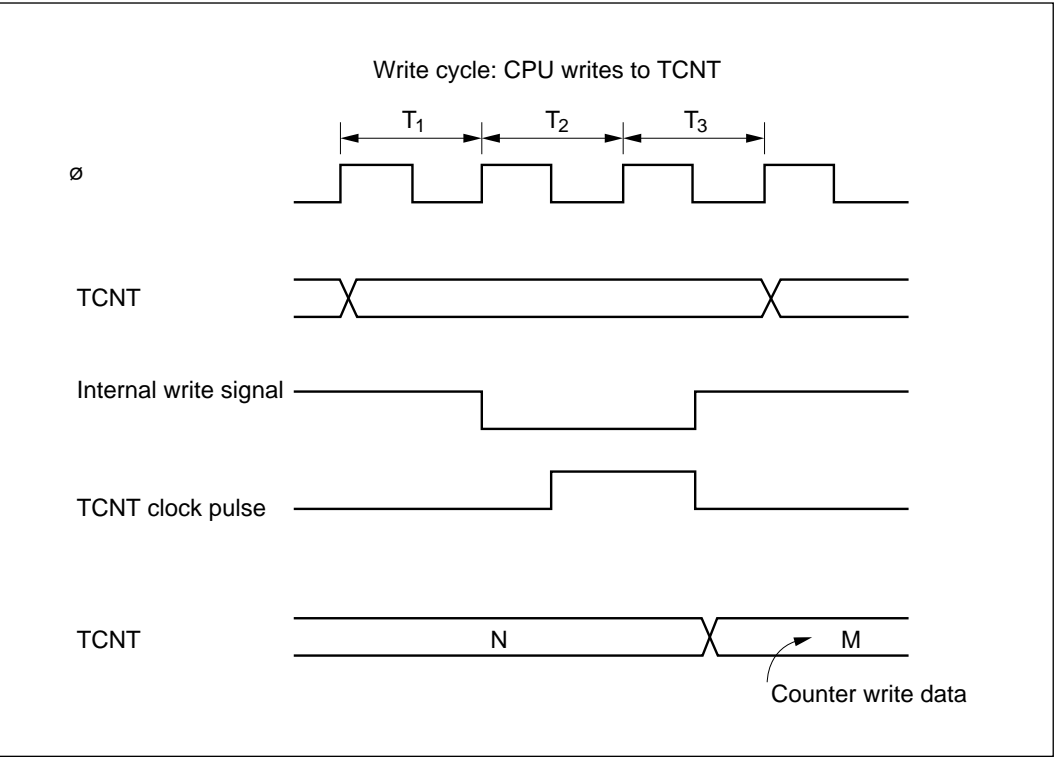 Write cycle: CPU writes to TCNT
T1 T2 T3
ø
TCNT
Internal write signal
TCNT clock pulse
TCNT N M
Counter write data